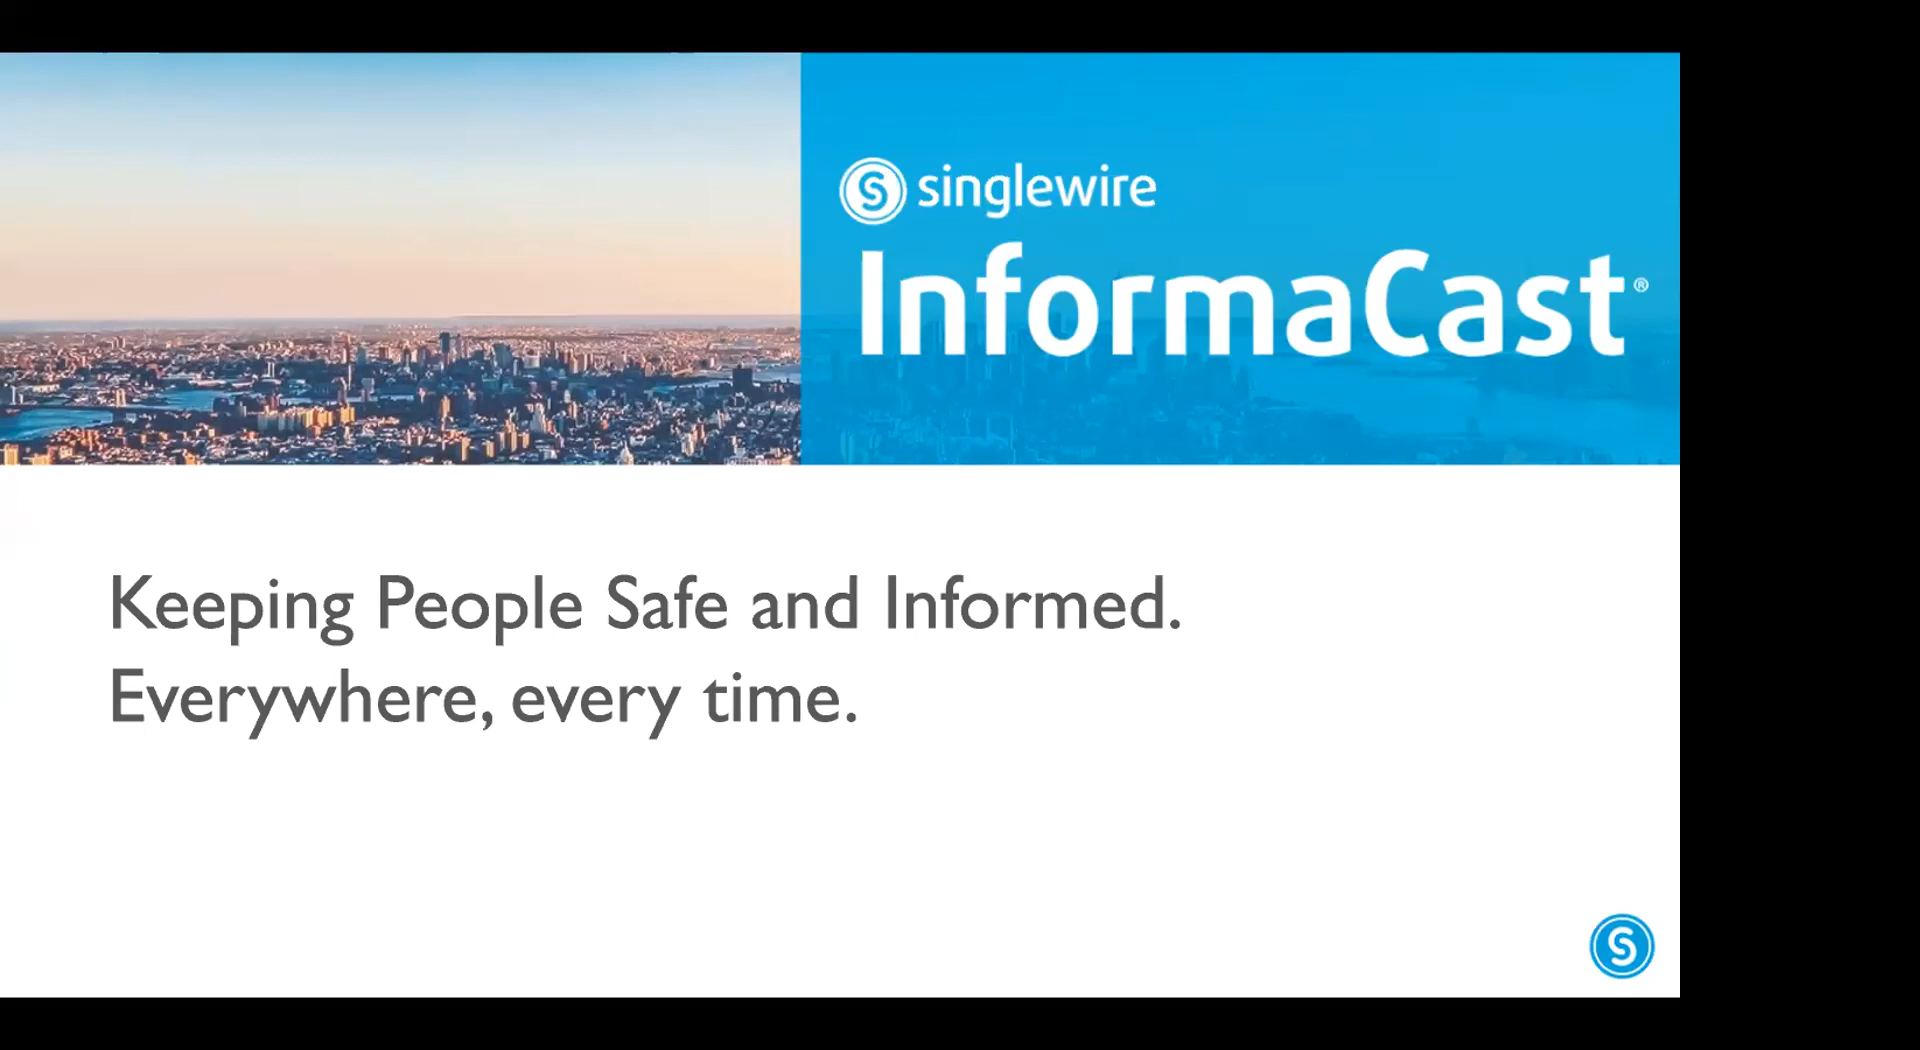 singlewire
InformaCast®
Keeping People Safe and Informed.
Everywhere, every time.